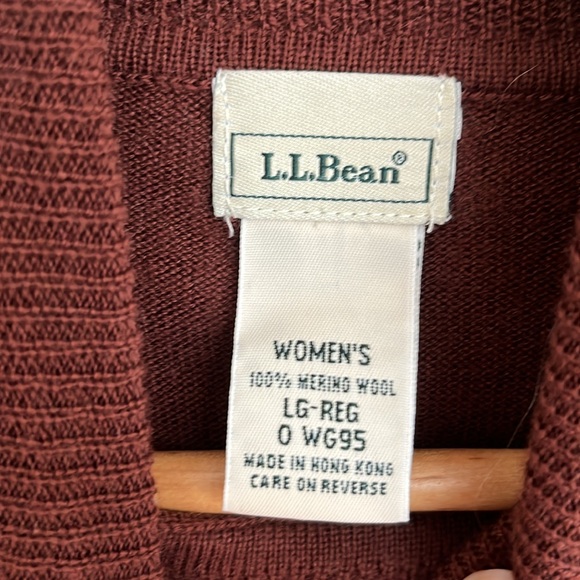 L.L.Bean®
WOMEN'S
100% MERINO WOOL
LG-REG
0 WG95
MADE IN HONG KONG
CARE ON REVERSE